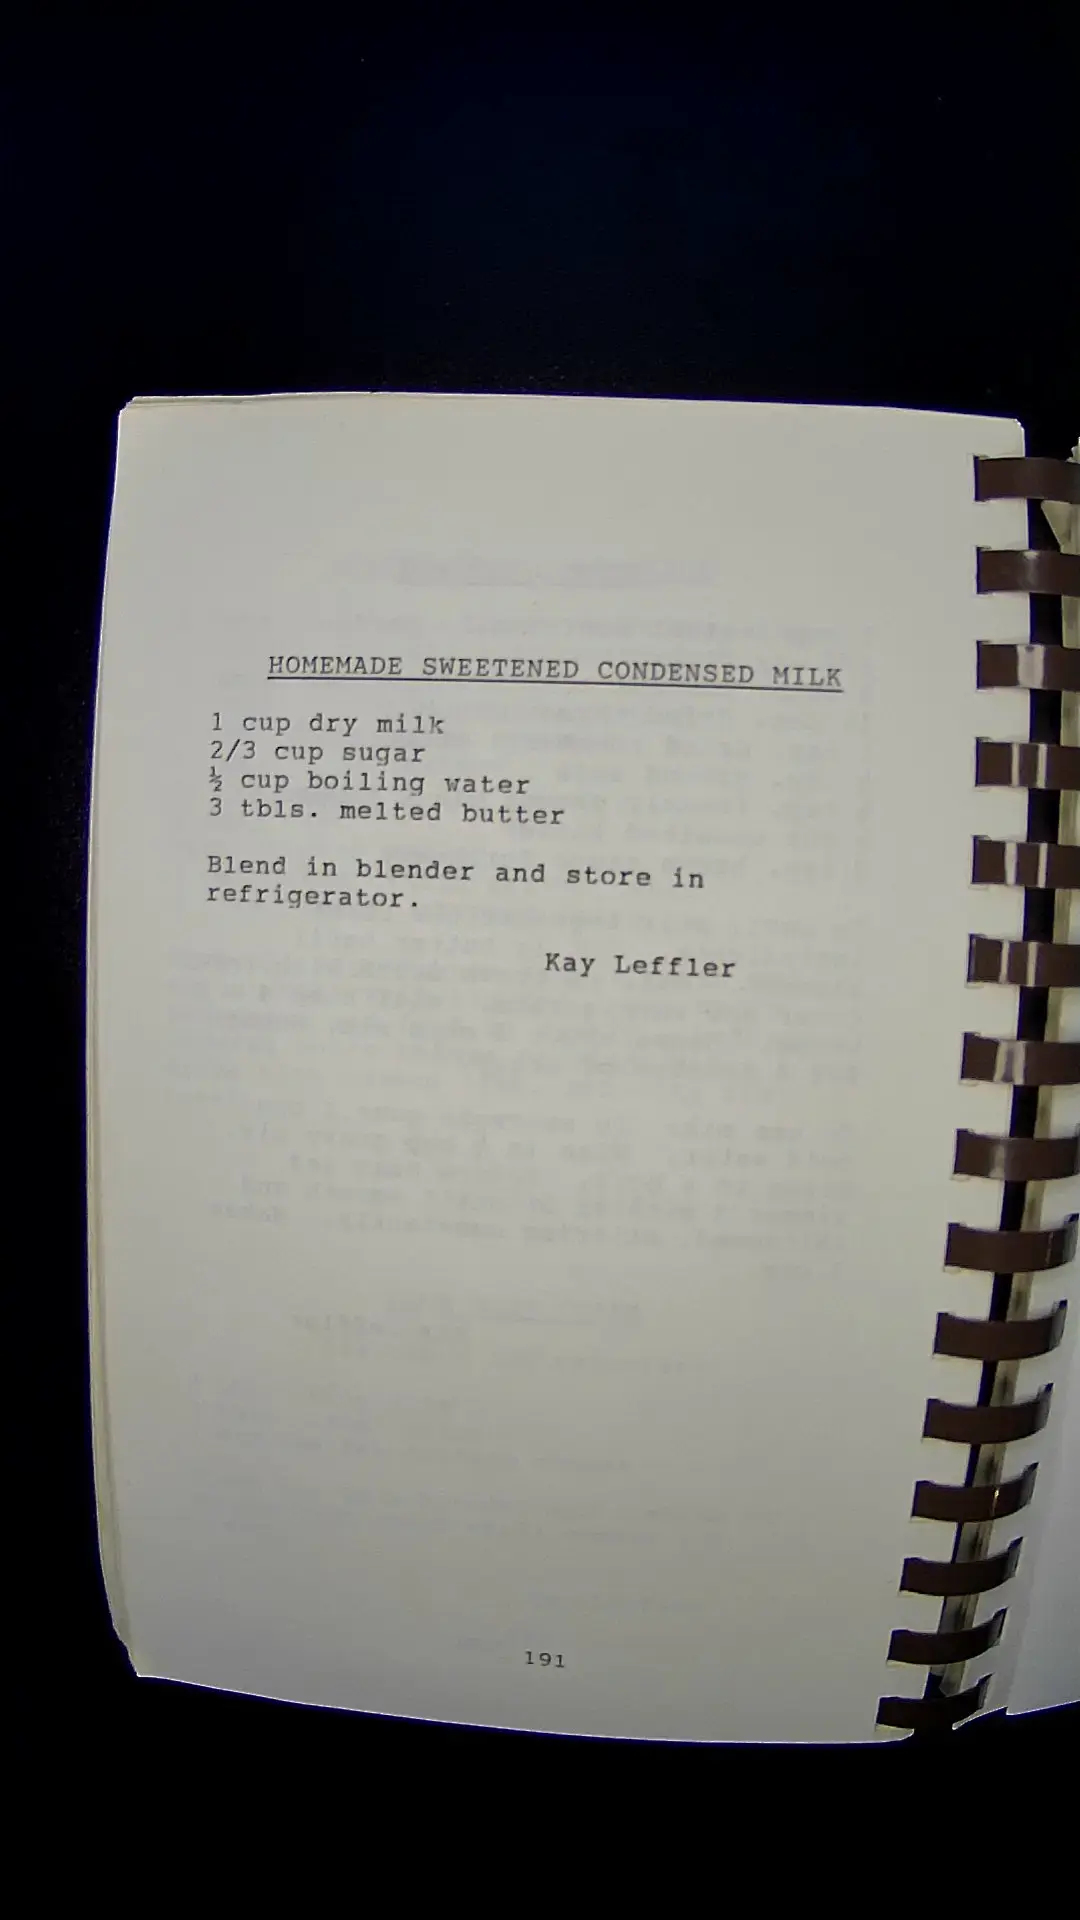 HOMEMADE SWEETENED CONDENSED MILK
1 cup dry milk
2/3 cup sugar
½ cup boiling water
3 tbls. melted butter
Blend in blender and store in
refrigerator.
Kay Leffler
191